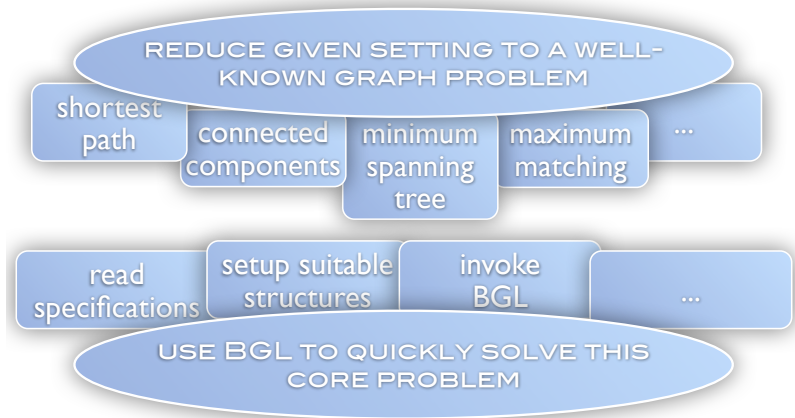 REDUCE GIVEN SETTING TO A WELL-
KNOWN GRAPH PROBLEM
shortest
path
connected
components
minimum
spanning
tree
maximum
matching
...
read
specifications
setup suitable
structures
invoke
BGL
...
USE BGL TO QUICKLY SOLVE THIS
CORE PROBLEM